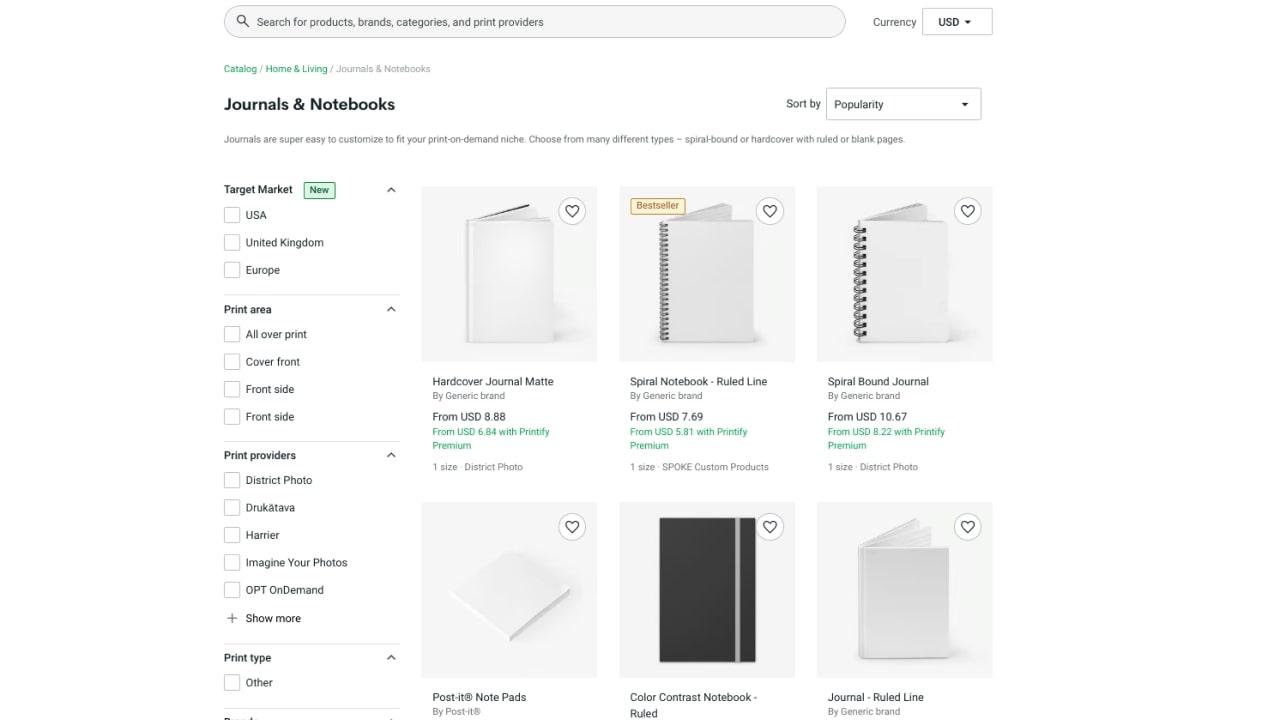 Search for products, brands, categories, and print providers
Currency
USD
Catalog / Home & Living / Journals & Notebooks
Journals & Notebooks
Sort by
Popularity
Journals are super easy to customize to fit your print-on-demand niche. Choose from many different types – spiral-bound or hardcover with ruled or blank pages.
Target Market
New
USA
United Kingdom
Europe
Print area
All over print
Cover front
Front side
Front side
Print providers
District Photo
Drukātava
Harrier
Imagine Your Photos
OPT OnDemand
Show more
Print type
Other
Hardcover Journal Matte
By Generic brand
From USD 8.88
From USD 6.84 with Printify
Premium
1 size · District Photo
Bestseller
Spiral Notebook - Ruled Line
By Generic brand
From USD 7.69
From USD 5.81 with Printify
Premium
1 size · SPOKE Custom Products
Spiral Bound Journal
By Generic brand
From USD 10.67
From USD 8.22 with Printify
Premium
1 size · District Photo
Post-it® Note Pads
By Post-it®
Color Contrast Notebook -
Ruled
Journal - Ruled Line
By Generic brand